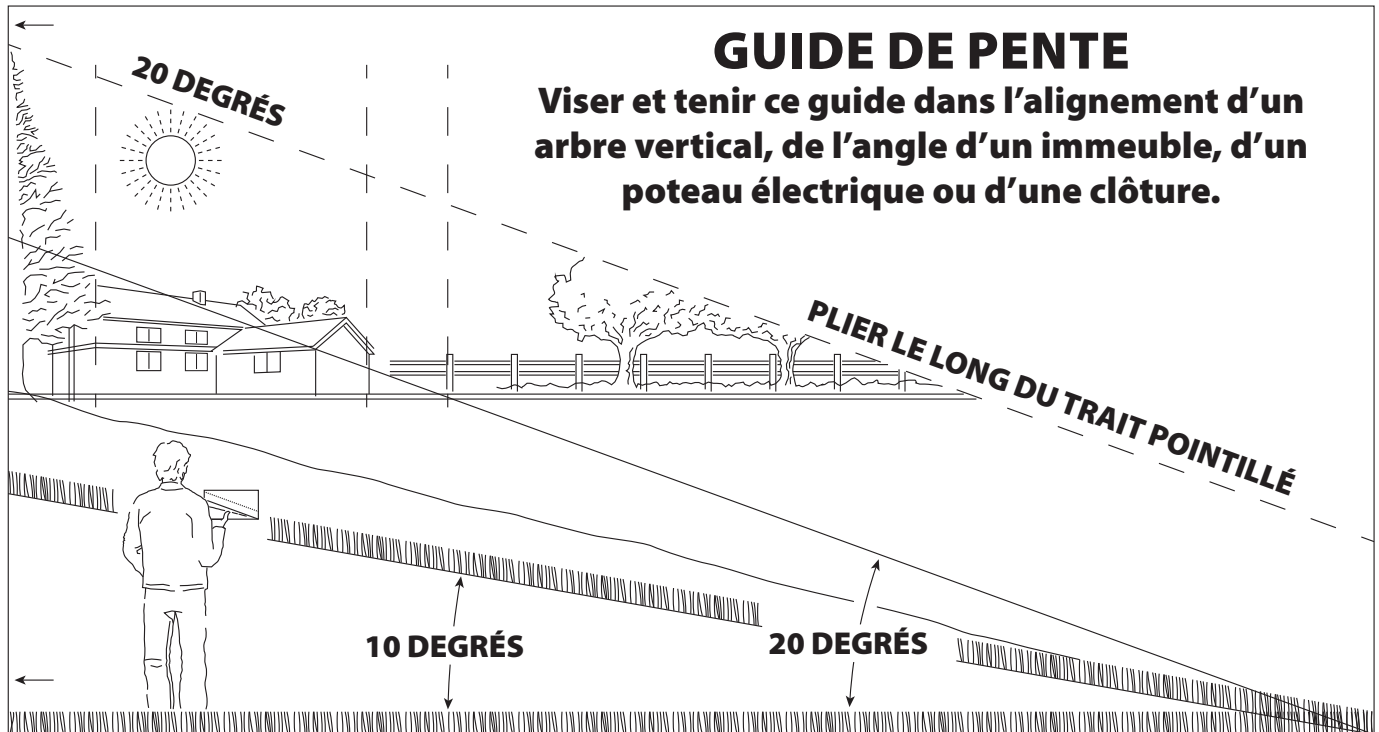 GUIDE DE PENTE
Viser et tenir ce guide dans l’alignement d’un
arbre vertical, de l’angle d’un immeuble, d’un
poteau électrique ou d’une clôture.
20 DEGRÉS
PLIER LE LONG DU TRAIT POINTILLÉ
10 DEGRÉS
20 DEGRÉS